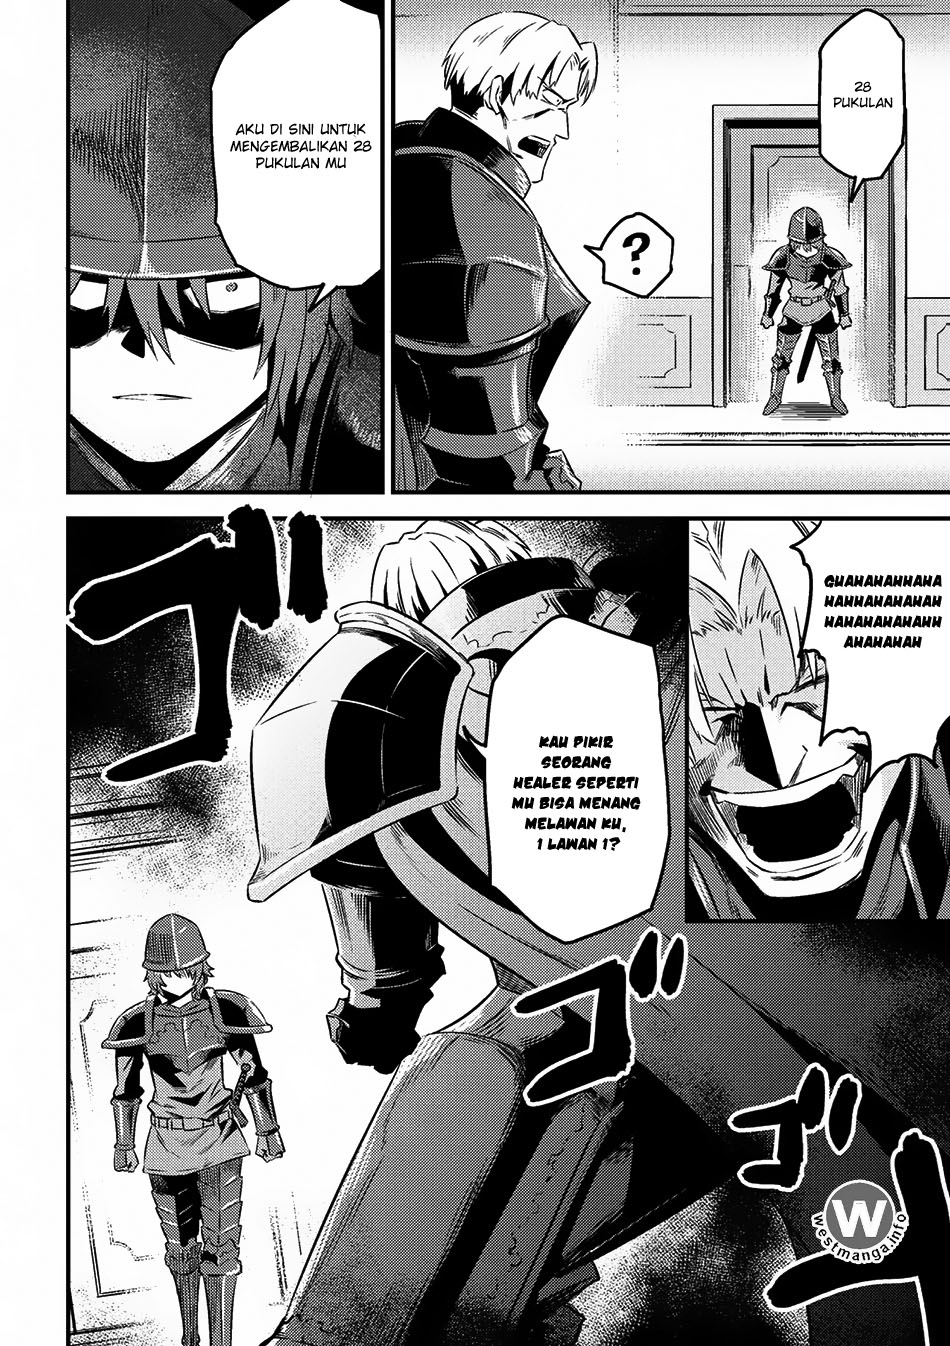 28
PUKULAN
?
AKU DI SINI UNTUK
MENGEMBALIKAN 28
PUKULAN MU
GUAHAHAHHAHA
HAHHAHAHAHAH
HAHAHAHAHAHH
AHAHAHAH
KAU PIKIR
SEORANG
HEALER SEPERTI
MU BISA MENANG
MELAWAN KU,
1 LAWAN 1?
ゴ
ゴ
ゴ
W
westmanga.info